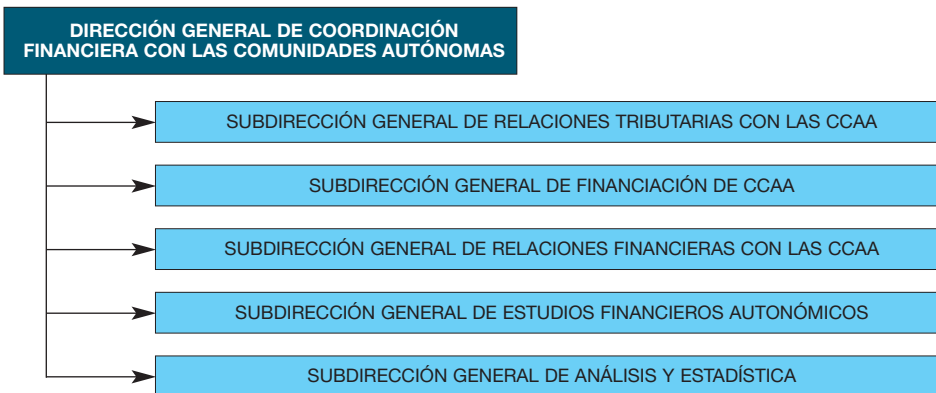 DIRECCIÓN GENERAL DE COORDINACIÓN
FINANCIERA CON LAS COMUNIDADES AUTÓNOMAS
SUBDIRECCIÓN GENERAL DE RELACIONES TRIBUTARIAS CON LAS CCAA
SUBDIRECCIÓN GENERAL DE FINANCIACIÓN DE CCAA
SUBDIRECCIÓN GENERAL DE RELACIONES FINANCIERAS CON LAS CCAA
SUBDIRECCIÓN GENERAL DE ESTUDIOS FINANCIEROS AUTONÓMICOS
SUBDIRECCIÓN GENERAL DE ANÁLISIS Y ESTADÍSTICA